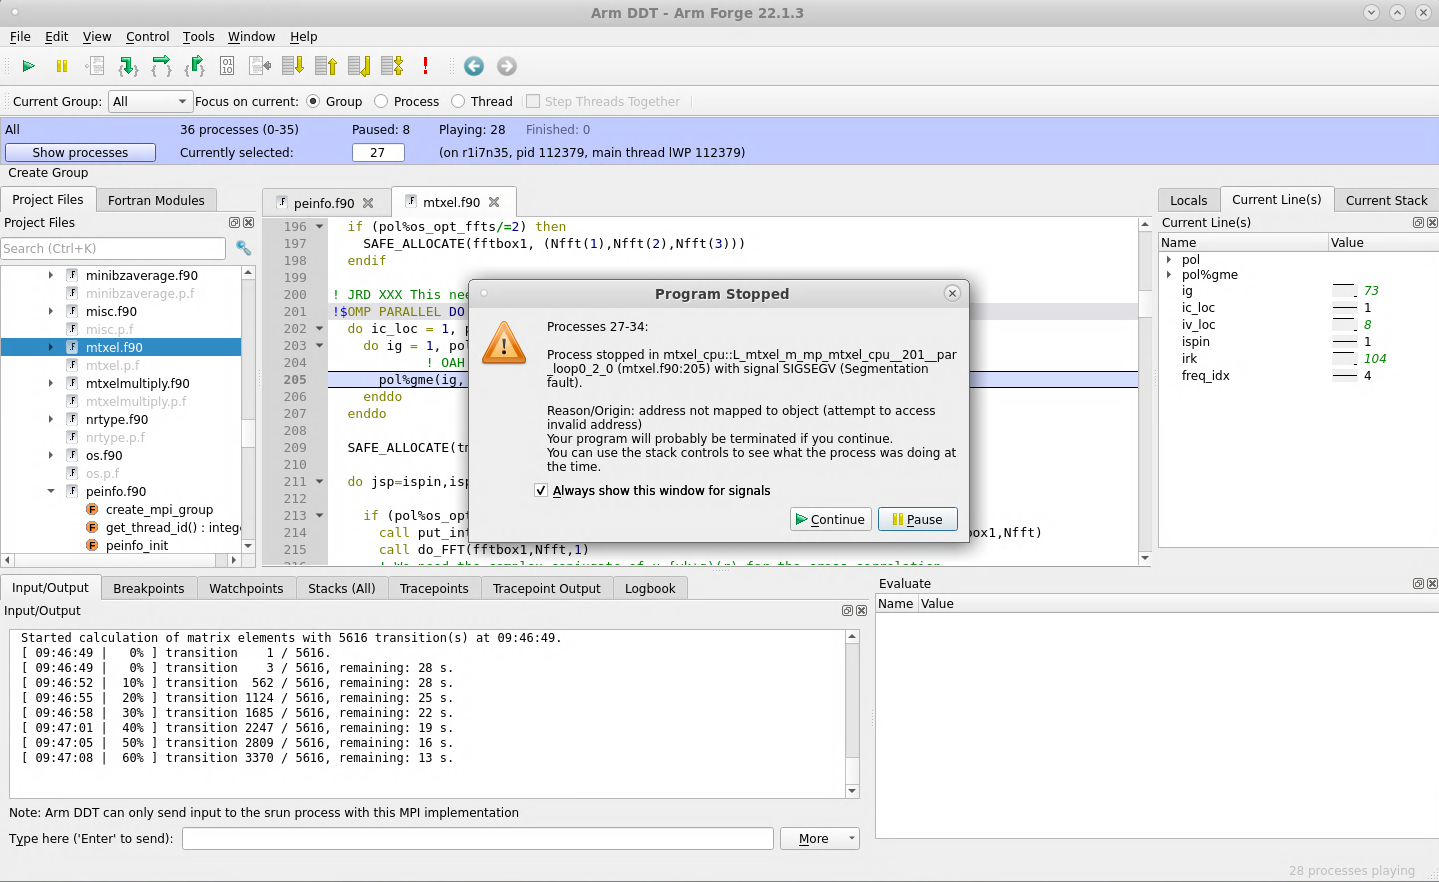 Arm DDT - Arm Forge 22.1.3
File Edit View Control Tools Window Help
01
10
Current Group: All Focus on current: Group Process Thread Step Threads Together
All 36 processes (0-35) Paused: 8 Playing: 28 Finished: 0
Show processes Currently selected: 27 (on r1i7n35, pid 112379, main thread lWP 112379)
Create Group
Project Files Fortran Modules
Project Files
Search (Ctrl+K)
minibzaverage.f90
minibzaverage.p.f
misc.f90
misc.p.f
mtxel.f90
mtxel.p.f
mtxelmultiply.f90
mtxelmultiply.p.f
nrtype.f90
nrtype.p.f
os.f90
os.p.f
peinfo.f90
create_mpi_group
get_thread_id() : intege
peinfo_init
peinfo.f90 mtxel.f90
196 if (pol%os_opt_ffts/=2) then
197 SAFE_ALLOCATE(fftbox1, (Nfft(1),Nfft(2),Nfft(3)))
198 endif
199
200 ! JRD XXX This nee
201 !$OMP PARALLEL DO
202 do ic_loc = 1, p
203 do ig = 1, pol
204 ! OAH
205 pol%gme(ig,
206 enddo
207 enddo
208
209 SAFE_ALLOCATE(tm
210
211 do jsp=ispin,isp
212
213 if (pol%os_opt
214 call put_int box1,Nfft)
215 call do_FFT(fftbox1,Nfft,1)
Program Stopped
Processes 27-34:
Process stopped in mtxel_cpu::L_mtxel_m_mp_mtxel_cpu__201__par
_loop0_2_0 (mtxel.f90:205) with signal SIGSEGV (Segmentation
fault).
Reason/Origin: address not mapped to object (attempt to access
invalid address)
Your program will probably be terminated if you continue.
You can use the stack controls to see what the process was doing at
the time.
Always show this window for signals
Continue Pause
Locals Current Line(s) Current Stack
Current Line(s)
Name Value
pol
pol%gme
ig 73
ic_loc 1
iv_loc 8
ispin 1
irk 104
freq_idx 4
Input/Output Breakpoints Watchpoints Stacks (All) Tracepoints Tracepoint Output Logbook
Input/Output
Started calculation of matrix elements with 5616 transition(s) at 09:46:49.
[ 09:46:49 | 0% ] transition 1 / 5616.
[ 09:46:49 | 0% ] transition 3 / 5616, remaining: 28 s.
[ 09:46:52 | 10% ] transition 562 / 5616, remaining: 28 s.
[ 09:46:55 | 20% ] transition 1124 / 5616, remaining: 25 s.
[ 09:46:58 | 30% ] transition 1685 / 5616, remaining: 22 s.
[ 09:47:01 | 40% ] transition 2247 / 5616, remaining: 19 s.
[ 09:47:05 | 50% ] transition 2809 / 5616, remaining: 16 s.
[ 09:47:08 | 60% ] transition 3370 / 5616, remaining: 13 s.
Note: Arm DDT can only send input to the srun process with this MPI implementation
Type here ('Enter' to send): More
Evaluate
Name Value
28 processes playing